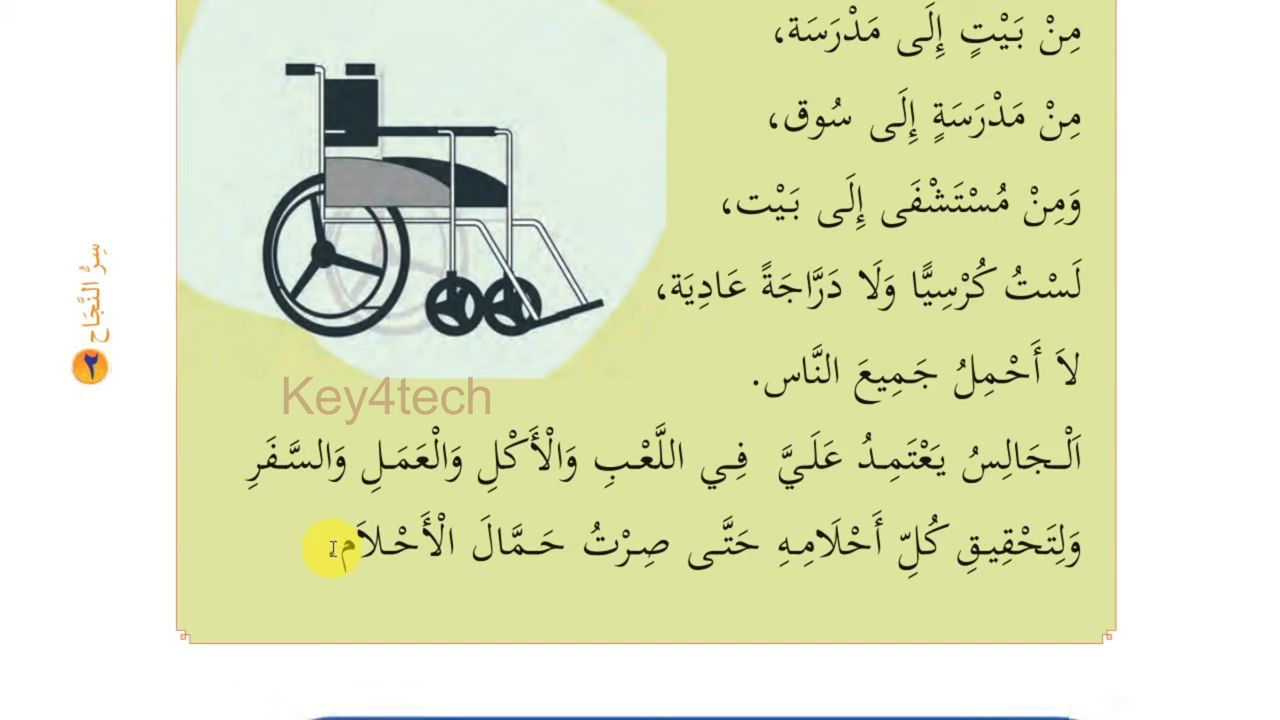 مِنْ بَيْتٍ إِلَى مَدْرَسَة،
مِنْ مَدْرَسَةٍ إِلَى سُوق،
وَمِنْ مُسْتَشْفَى إِلَى بَيْت،
لَسْتُ كُرْسِيًّا وَلَا دَرَّاجَةً عَادِيَة،
لاَ أَحْمِلُ جَمِيعَ النَّاس.
اَلْجَالِسُ يَعْتَمِدُ عَلَيَّ فِي اللَّعْبِ وَالْأَكْلِ وَالْعَمَلِ وَالسَّفَرِ
وَلِتَحْقِيقِ كُلِّ أَحْلَامِهِ حَتَّى صِرْتُ حَمَّالَ الْأَحْلاَم.
سِرُّ النَّجَاح
٢
Key4tech